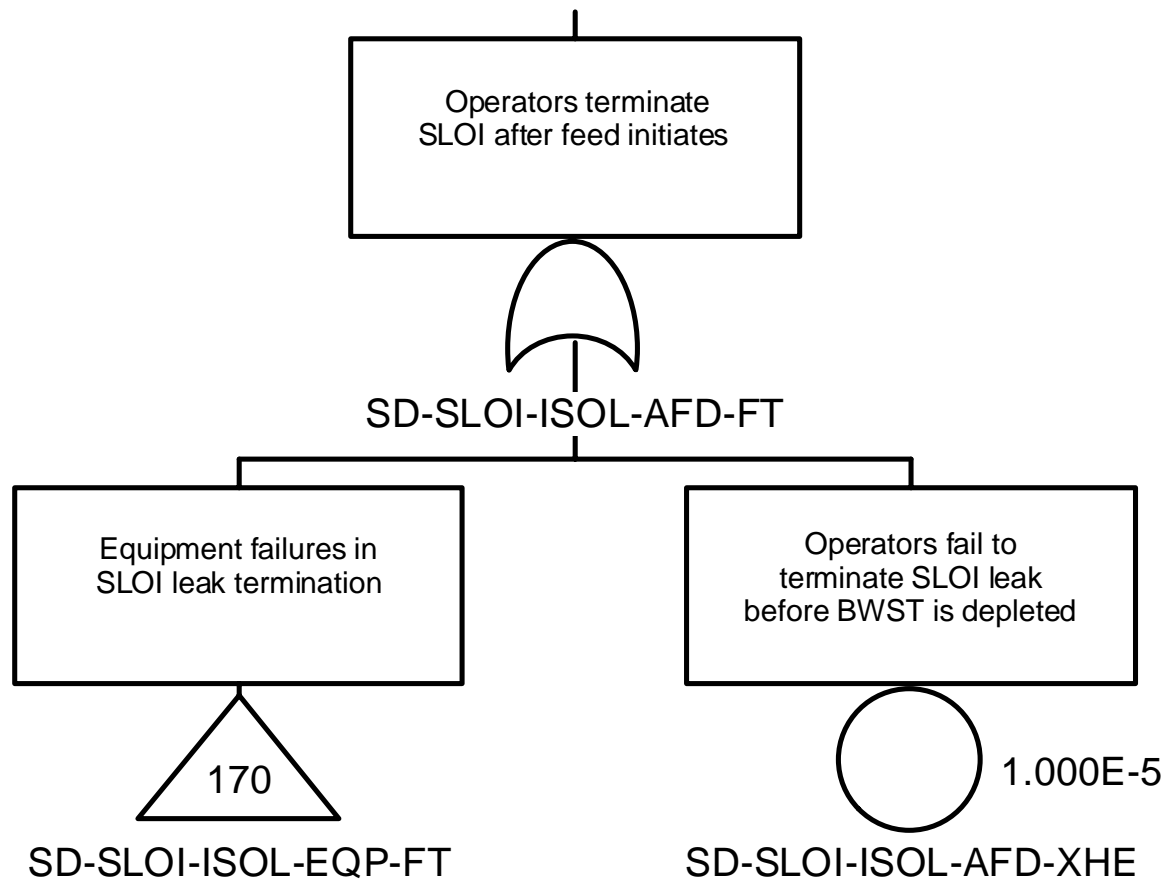 Operators terminate
SLOI after feed initiates
SD-SLOI-ISOL-AFD-FT
Equipment failures in
SLOI leak termination
170
SD-SLOI-ISOL-EQP-FT
Operators fail to
terminate SLOI leak
before BWST is depleted
1.000E-5
SD-SLOI-ISOL-AFD-XHE